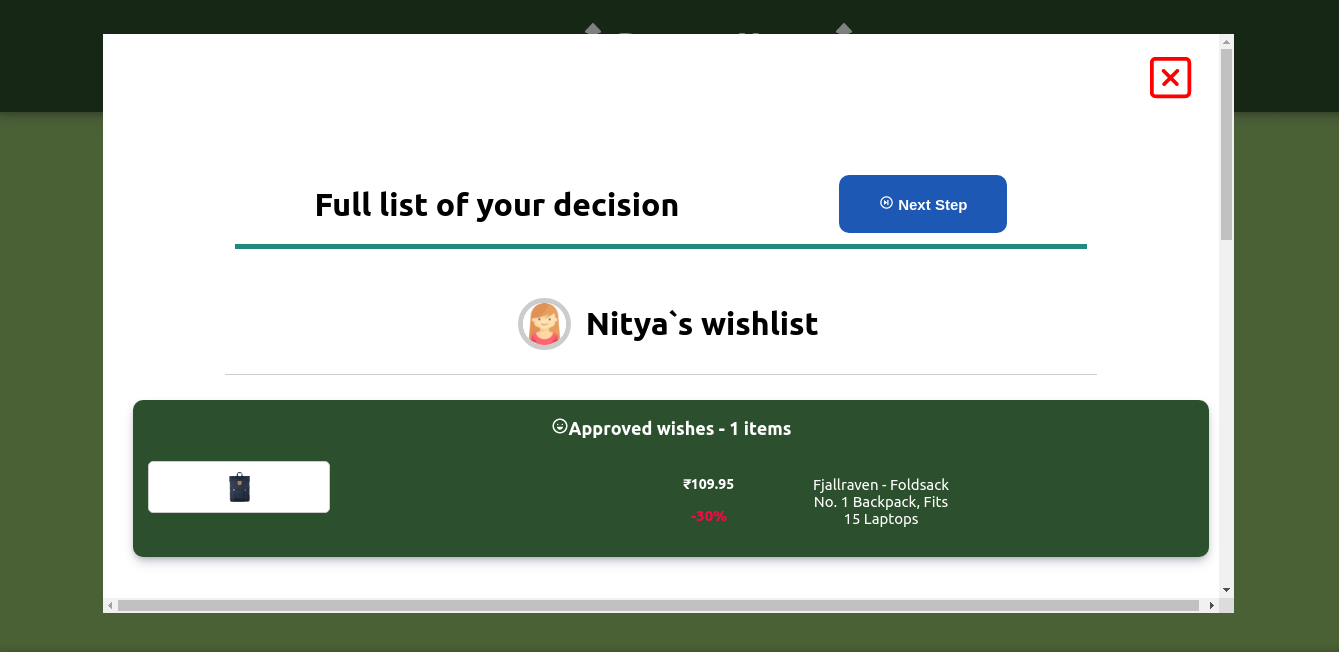 Full list of your decision
Next Step
Nitya`s wishlist
Approved wishes - 1 items
₹109.95
-30%
Fjallraven - Foldsack
No. 1 Backpack, Fits
15 Laptops